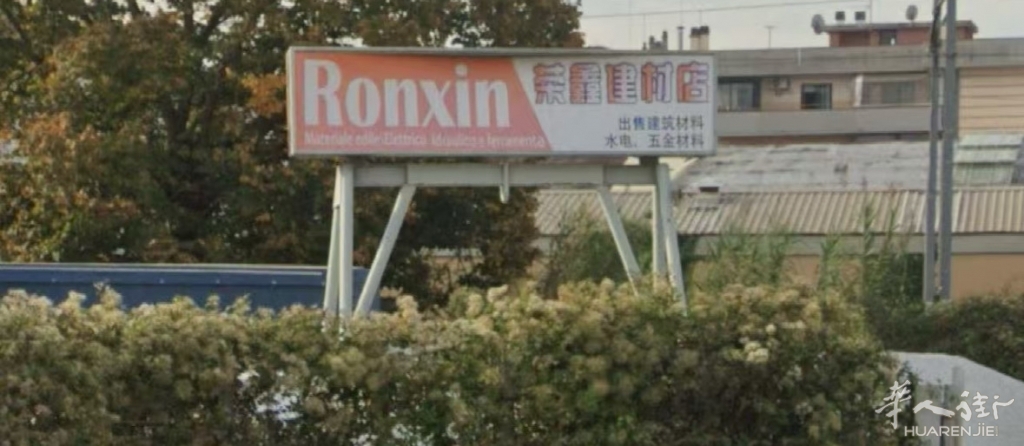 Ronxin
Materiale edile, Elettrico, Idraulico e ferramenta
荣鑫建材店
出售建筑材料
水电、五金材料
華人街
HUARENJIE